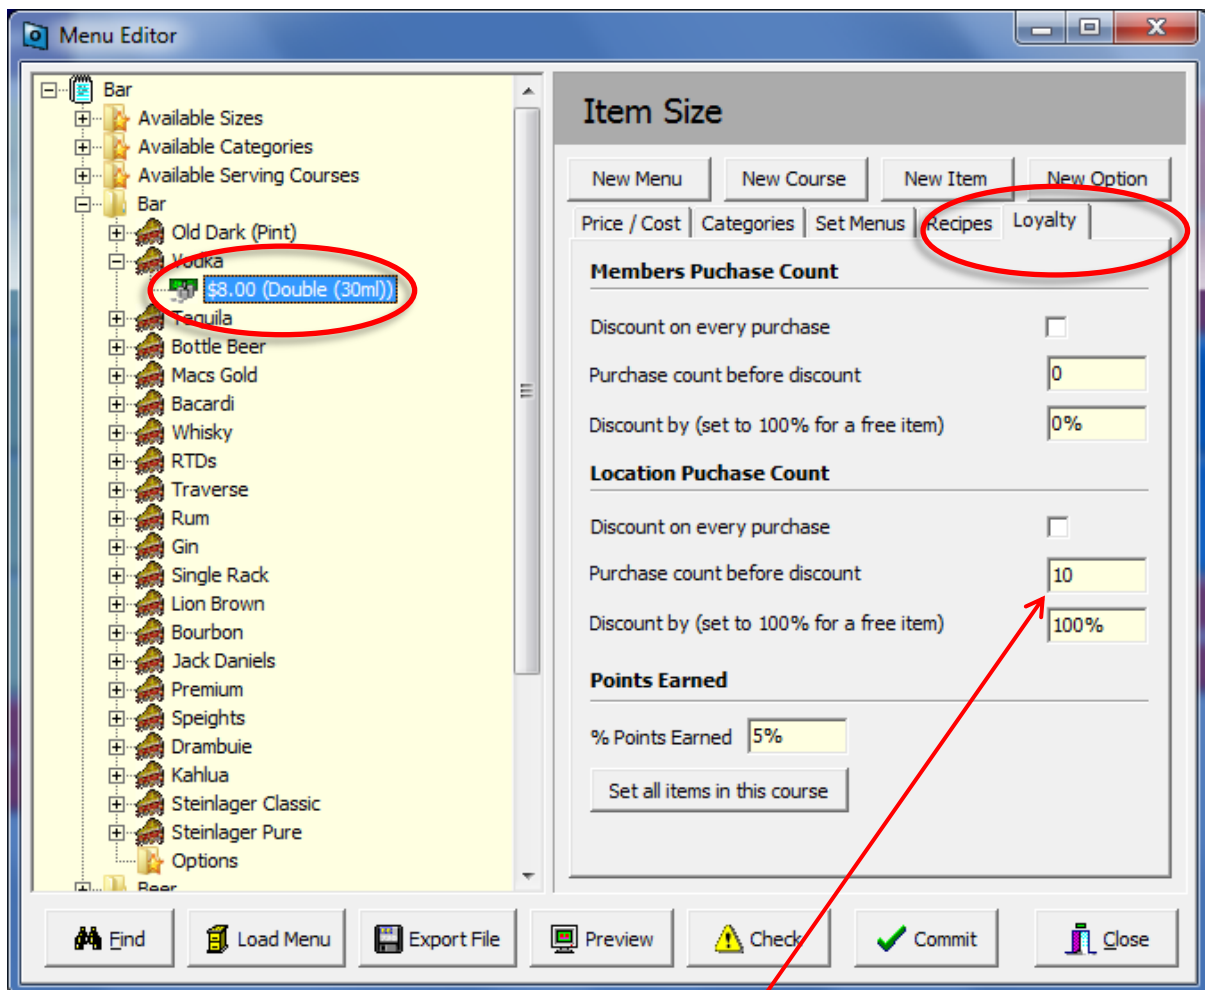 Menu Editor
Bar
Available Sizes
Available Categories
Available Serving Courses
Bar
Old Dark (Pint)
Vodka
$8.00 (Double (30ml))
Tequila
Bottle Beer
Macs Gold
Bacardi
Whisky
RTDs
Traverse
Rum
Gin
Single Rack
Lion Brown
Bourbon
Jack Daniels
Premium
Speights
Drambuie
Kahlua
Steinlager Classic
Steinlager Pure
Options
Beer
Item Size
New Menu New Course New Item New Option
Price / Cost Categories Set Menus Recipes Loyalty
Members Puchase Count
Discount on every purchase
Purchase count before discount 0
Discount by (set to 100% for a free item) 0%
Location Puchase Count
Discount on every purchase
Purchase count before discount 10
Discount by (set to 100% for a free item) 100%
Points Earned
% Points Earned 5%
Set all items in this course
Find Load Menu Export File Preview Check Commit Close